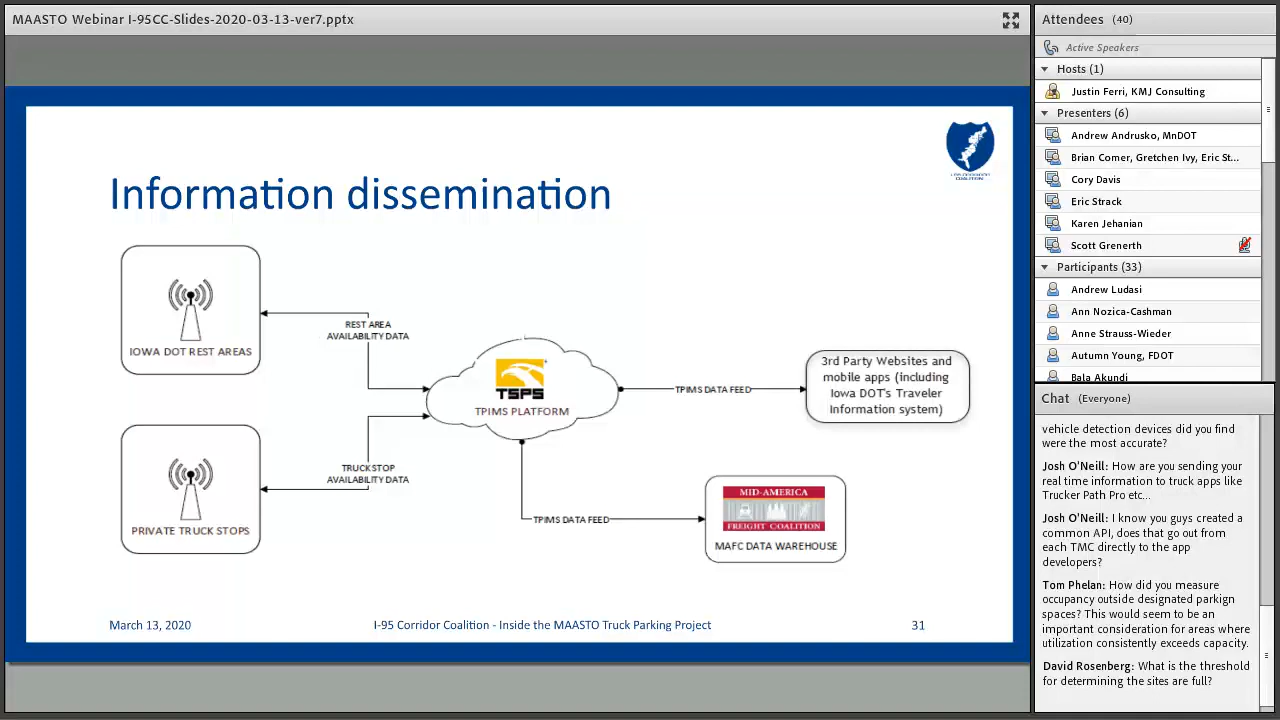 MAASTO Webinar I-95CC-Slides-2020-03-13-ver7.pptx
Information dissemination
IOWA DOT REST AREAS
REST AREA
AVAILABILITY DATA
TSPS
TPIMS PLATFORM
TPIMS DATA FEED
3rd Party Websites and
mobile apps (including
Iowa DOT's Traveler
Information system)
PRIVATE TRUCK STOPS
TRUCK STOP
AVAILABILITY DATA
TPIMS DATA FEED
MID-AMERICA
FREIGHT COALITION
MAFC DATA WAREHOUSE
March 13, 2020
I-95 Corridor Coalition - Inside the MAASTO Truck Parking Project
31
Attendees (40)
Active Speakers
Hosts (1)
Justin Ferri, KMJ Consulting
Presenters (6)
Andrew Andrusko, MnDOT
Brian Comer, Gretchen Ivy, Eric St...
Cory Davis
Eric Strack
Karen Jehanian
Scott Grenerth
Participants (33)
Andrew Ludasi
Ann Nozica-Cashman
Anne Strauss-Wieder
Autumn Young, FDOT
Bala Akundi
Chat (Everyone)
vehicle detection devices did you find
were the most accurate?
Josh O'Neill: How are you sending your
real time information to truck apps like
Trucker Path Pro etc...
Josh O'Neill: I know you guys created a
common API, does that go out from
each TMC directly to the app
developers?
Tom Phelan: How did you measure
occupancy outside designated parkign
spaces? This would seem to be an
important consideration for areas where
utilization consistently exceeds capacity.
David Rosenberg: What is the threshold
for determining the sites are full?